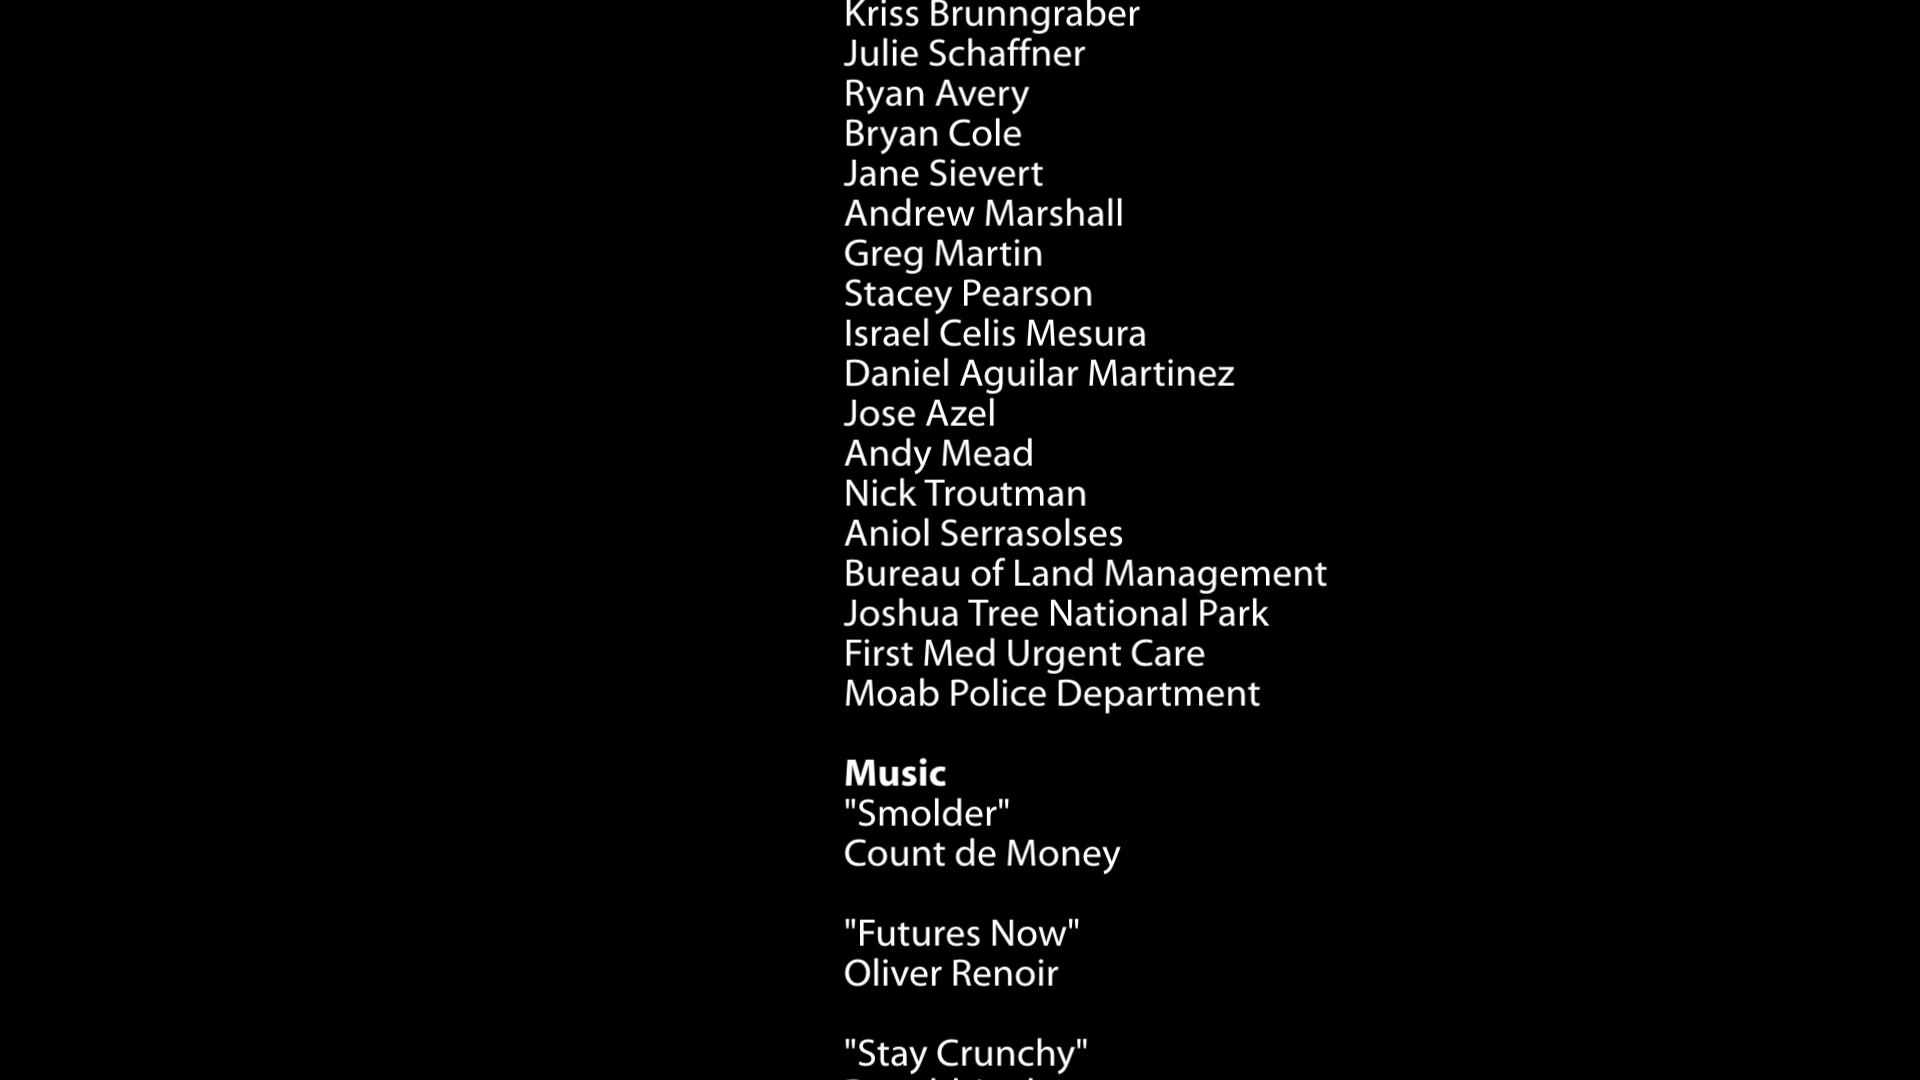 Kriss Brunngraber
Julie Schaffner
Ryan Avery
Bryan Cole
Jane Sievert
Andrew Marshall
Greg Martin
Stacey Pearson
Israel Celis Mesura
Daniel Aguilar Martinez
Jose Azel
Andy Mead
Nick Troutman
Aniol Serrasolses
Bureau of Land Management
Joshua Tree National Park
First Med Urgent Care
Moab Police Department
Music
"Smolder"
Count de Money
"Futures Now"
Oliver Renoir
"Stay Crunchy"